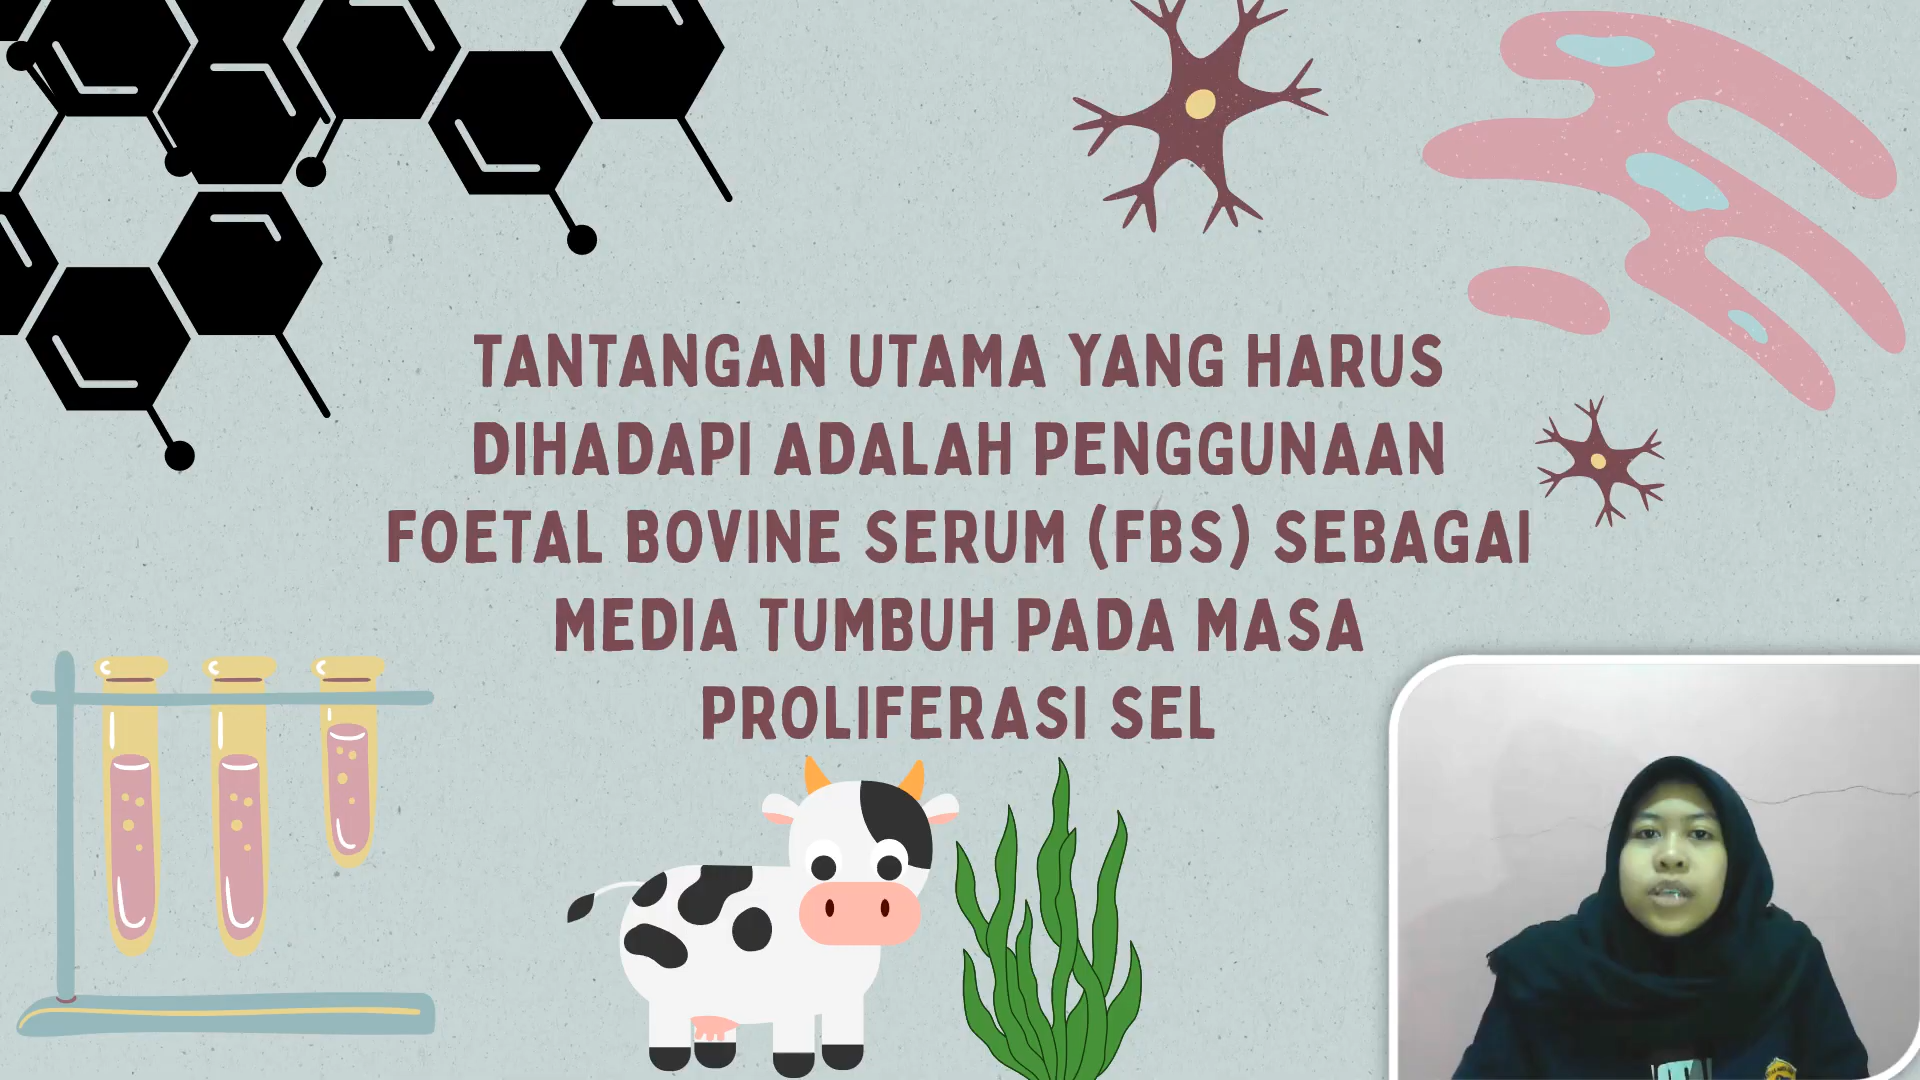 TANTANGAN UTAMA YANG HARUS
DIHADAPI ADALAH PENGGUNAAN
FOETAL BOVINE SERUM (FBS) SEBAGAI
MEDIA TUMBUH PADA MASA
PROLIFERASI SEL